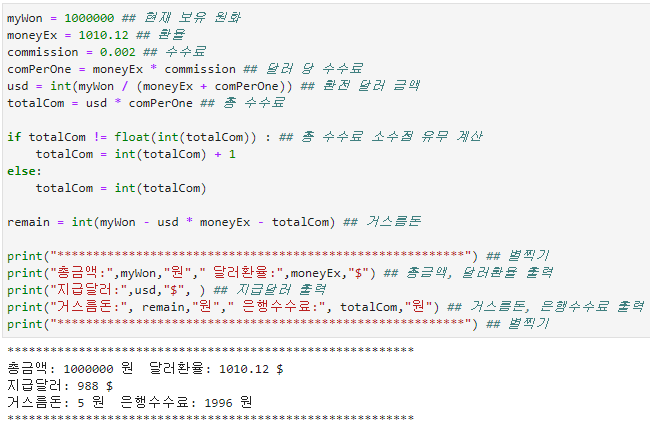 myWon = 1000000 ## 현재 보유 원화
moneyEx = 1010.12 ## 환율
commission = 0.002 ## 수수료
comPerOne = moneyEx * commission ## 달러 당 수수료
usd = int(myWon / (moneyEx + comPerOne)) ## 환전 달러 금액
totalCom = usd * comPerOne ## 총 수수료

if totalCom != float(int(totalCom)) : ## 총 수수료 소수점 유무 계산
    totalCom = int(totalCom) + 1
else:
    totalCom = int(totalCom)

remain = int(myWon - usd * moneyEx - totalCom) ## 거스름돈

print("*********************************************************") ## 별찍기
print("총금액:",myWon,"원"," 달러환율:",moneyEx,"$") ## 총금액, 달러환율 출력
print("지급달러:",usd,"$", ) ## 지급달러 출력
print("거스름돈:", remain,"원"," 은행수수료:", totalCom,"원") ## 거스름돈, 은행수수료 출력
print("*********************************************************") ## 별찍기
*********************************************************
총금액: 1000000 원  달러환율: 1010.12 $
지급달러: 988 $
거스름돈: 5 원  은행수수료: 1996 원
*********************************************************